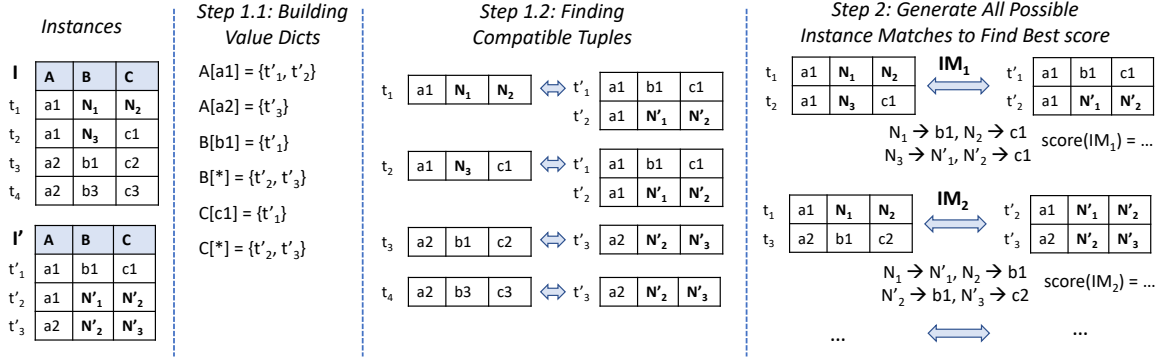 Instances
I
A B C
t1 a1 N1 N2
t2 a1 N3 c1
t3 a2 b1 c2
t4 a2 b3 c3
I'
A B C
t'1 a1 b1 c1
t'2 a1 N'1 N'2
t'3 a2 N'2 N'3
Step 1.1: Building
Value Dicts
A[a1] = {t'1, t'2}
A[a2] = {t'3}
B[b1] = {t'1}
B[*] = {t'2, t'3}
C[c1] = {t'1}
C[*] = {t'2, t'3}
Step 1.2: Finding
Compatible Tuples
t1 a1 N1 N2 ⇔ t'1 a1 b1 c1
t'2 a1 N'1 N'2
t2 a1 N3 c1 ⇔ t'1 a1 b1 c1
t'2 a1 N'1 N'2
t3 a2 b1 c2 ⇔ t'3 a2 N'2 N'3
t4 a2 b3 c3 ⇔ t'3 a2 N'2 N'3
Step 2: Generate All Possible
Instance Matches to Find Best score
IM1
t1 a1 N1 N2 t'1 a1 b1 c1
t2 a1 N3 c1 t'2 a1 N'1 N'2
N1 → b1, N2 → c1
N3 → N'1, N'2 → c1
score(IM1) = ...
IM2
t1 a1 N1 N2 t'2 a1 N'1 N'2
t3 a2 b1 c2 t'3 a2 N'2 N'3
N1 → N'1, N2 → b1
N'2 → b1, N'3 → c2
score(IM2) = ...
... ⇔ ...